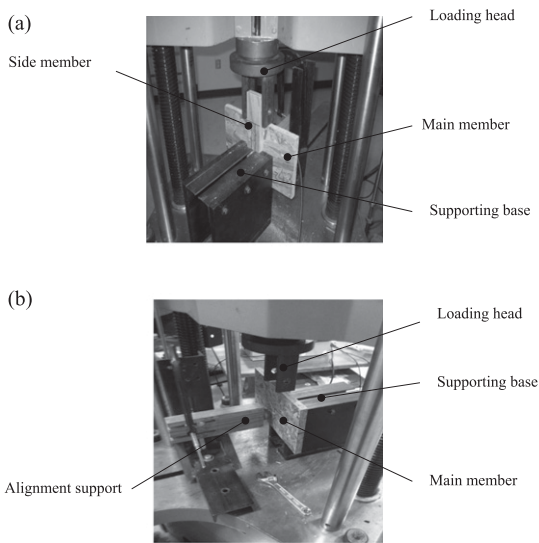 (a)
Loading head
Side member
Main member
Supporting base
(b)
Loading head
Supporting base
Alignment support
Main member